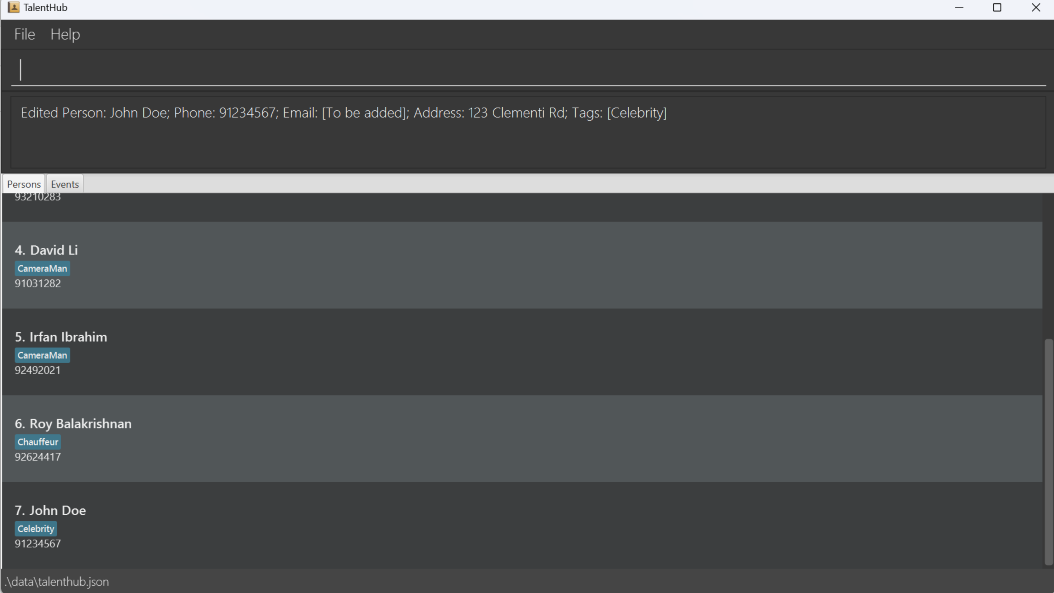 TalentHub
File Help
Edited Person: John Doe; Phone: 91234567; Email: [To be added]; Address: 123 Clementi Rd; Tags: [Celebrity]
Persons Events
93210283
4. David Li
CameraMan
91031282
5. Irfan Ibrahim
CameraMan
92492021
6. Roy Balakrishnan
Chauffeur
92624417
7. John Doe
Celebrity
91234567
.\data\talenthub.json